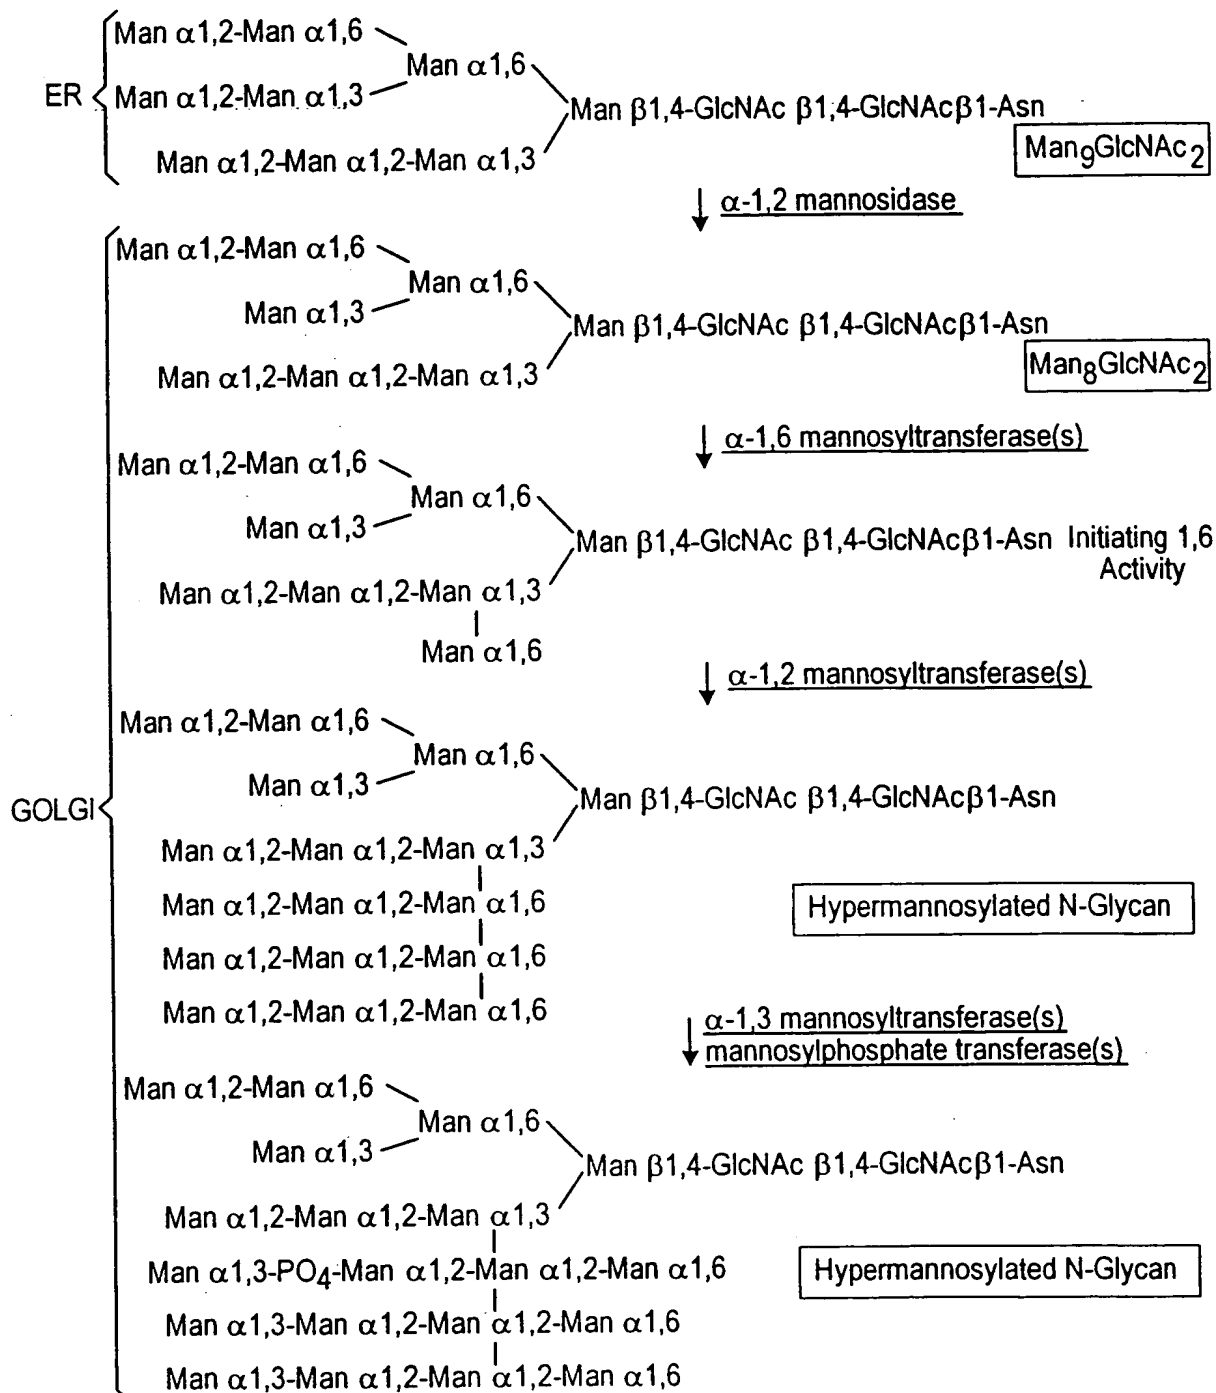 Man α1,2-Man α1,6
Man α1,6
ER
Man α1,2-Man α1,3
Man β1,4-GlcNAc β1,4-GlcNAcβ1-Asn
Man α1,2-Man α1,2-Man α1,3
Man9GlcNAc2
α-1,2 mannosidase
Man α1,2-Man α1,6
Man α1,6
Man α1,3
Man β1,4-GlcNAc β1,4-GlcNAcβ1-Asn
Man α1,2-Man α1,2-Man α1,3
Man8GlcNAc2
α-1,6 mannosyltransferase(s)
Man α1,2-Man α1,6
Man α1,6
Man α1,3
Man β1,4-GlcNAc β1,4-GlcNAcβ1-Asn
Initiating 1,6
Activity
Man α1,2-Man α1,2-Man α1,3
Man α1,6
α-1,2 mannosyltransferase(s)
Man α1,2-Man α1,6
Man α1,6
Man α1,3
GOLGI
Man β1,4-GlcNAc β1,4-GlcNAcβ1-Asn
Man α1,2-Man α1,2-Man α1,3
Man α1,2-Man α1,2-Man α1,6
Hypermannosylated N-Glycan
Man α1,2-Man α1,2-Man α1,6
Man α1,2-Man α1,2-Man α1,6
α-1,3 mannosyltransferase(s)
mannosylphosphate transferase(s)
Man α1,2-Man α1,6
Man α1,6
Man α1,3
Man β1,4-GlcNAc β1,4-GlcNAcβ1-Asn
Man α1,2-Man α1,2-Man α1,3
Man α1,3-PO4-Man α1,2-Man α1,2-Man α1,6
Hypermannosylated N-Glycan
Man α1,3-Man α1,2-Man α1,2-Man α1,6
Man α1,3-Man α1,2-Man α1,2-Man α1,6